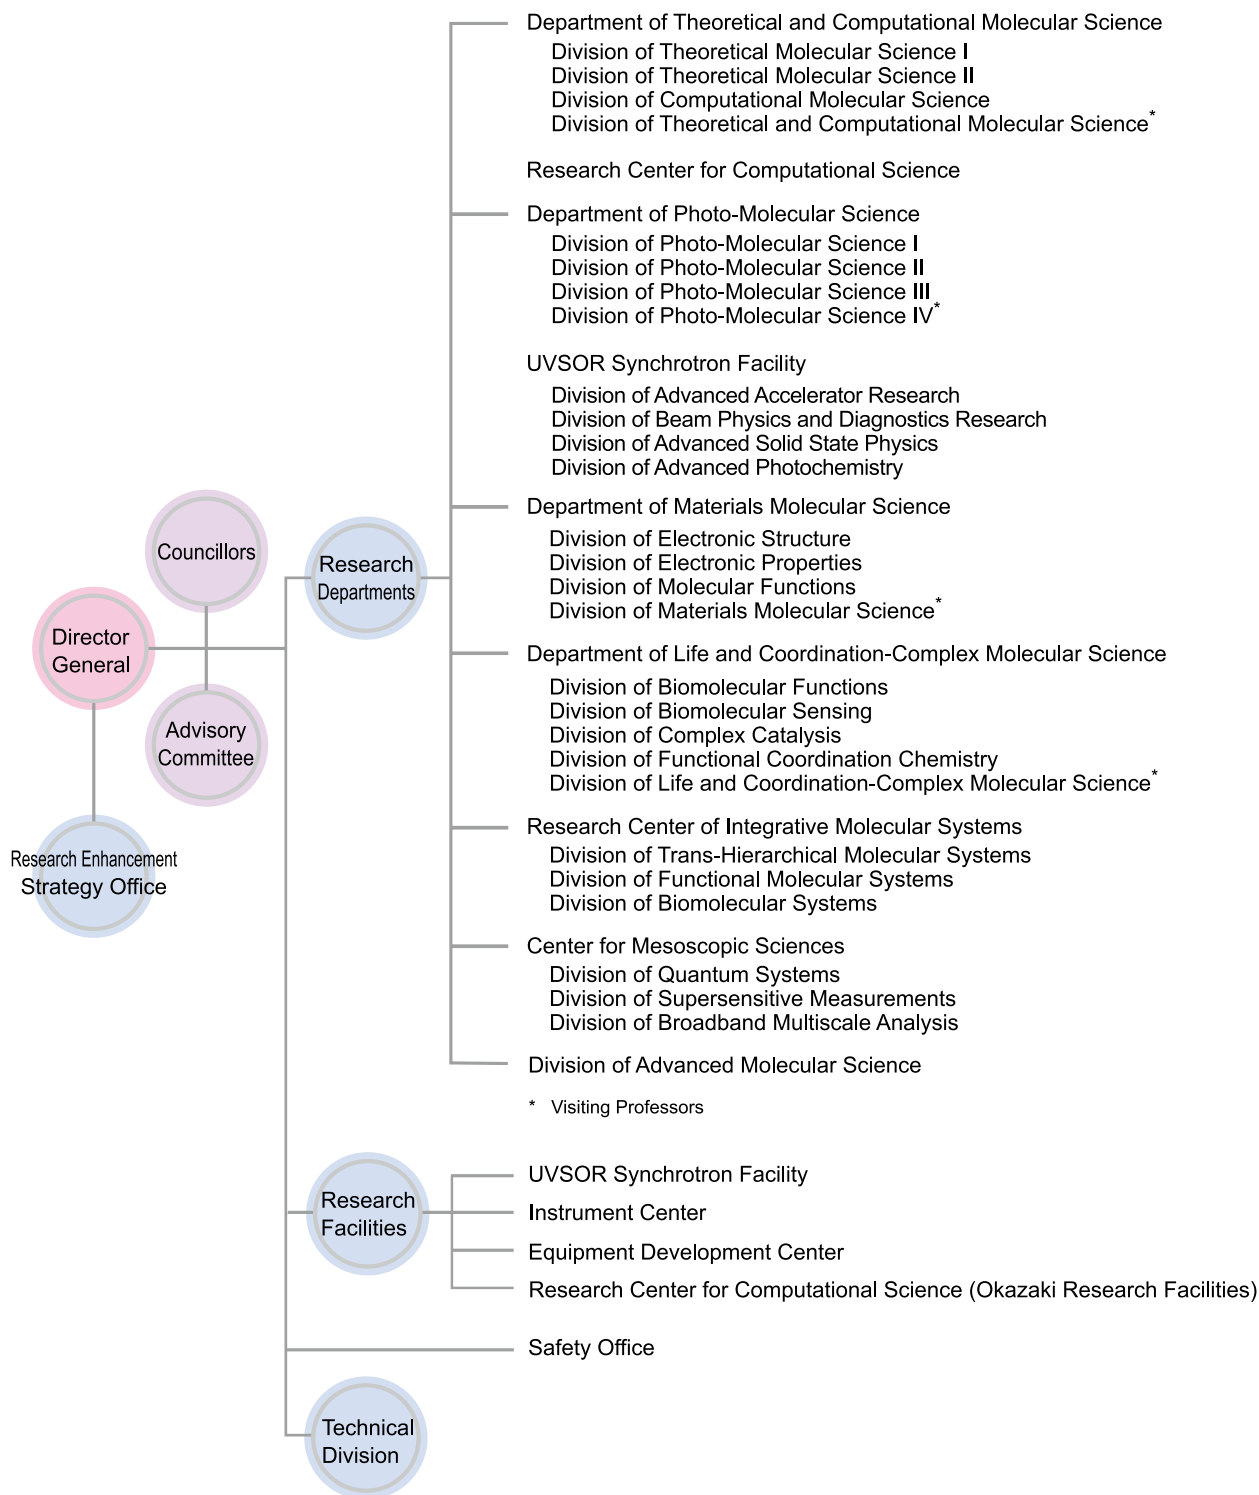 Director
General
Councillors
Advisory
Committee
Research Enhancement
Strategy Office
Research
Departments
Department of Theoretical and Computational Molecular Science
Division of Theoretical Molecular Science I
Division of Theoretical Molecular Science II
Division of Computational Molecular Science
Division of Theoretical and Computational Molecular Science*
Research Center for Computational Science
Department of Photo-Molecular Science
Division of Photo-Molecular Science I
Division of Photo-Molecular Science II
Division of Photo-Molecular Science III
Division of Photo-Molecular Science IV*
UVSOR Synchrotron Facility
Division of Advanced Accelerator Research
Division of Beam Physics and Diagnostics Research
Division of Advanced Solid State Physics
Division of Advanced Photochemistry
Department of Materials Molecular Science
Division of Electronic Structure
Division of Electronic Properties
Division of Molecular Functions
Division of Materials Molecular Science*
Department of Life and Coordination-Complex Molecular Science
Division of Biomolecular Functions
Division of Biomolecular Sensing
Division of Complex Catalysis
Division of Functional Coordination Chemistry
Division of Life and Coordination-Complex Molecular Science*
Research Center of Integrative Molecular Systems
Division of Trans-Hierarchical Molecular Systems
Division of Functional Molecular Systems
Division of Biomolecular Systems
Center for Mesoscopic Sciences
Division of Quantum Systems
Division of Supersensitive Measurements
Division of Broadband Multiscale Analysis
Division of Advanced Molecular Science
* Visiting Professors
Research
Facilities
UVSOR Synchrotron Facility
Instrument Center
Equipment Development Center
Research Center for Computational Science (Okazaki Research Facilities)
Safety Office
Technical
Division